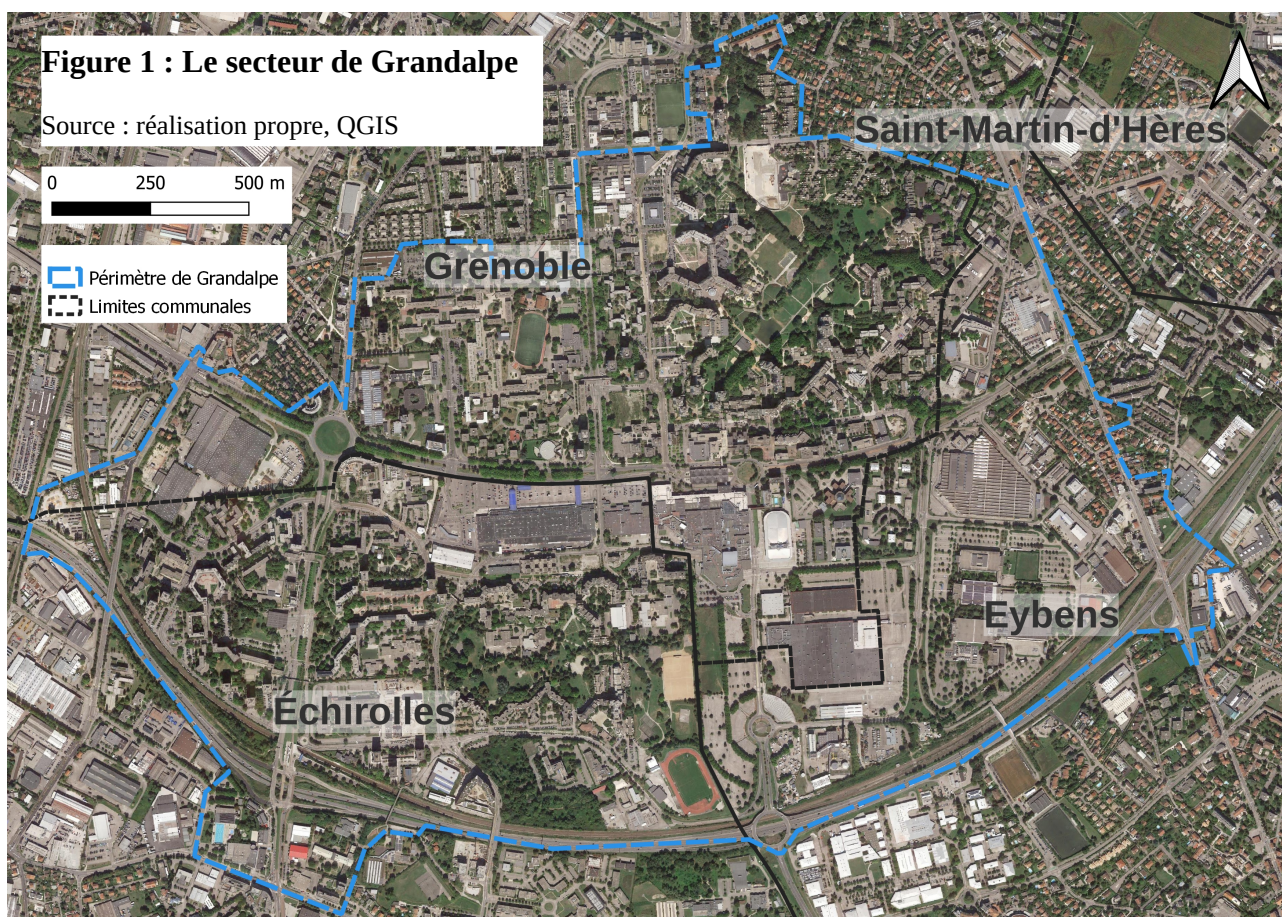 Figure 1 : Le secteur de Grandalpe
Source : réalisation propre, QGIS
0 250 500 m
Périmètre de Grandalpe
Limites communales
Saint-Martin-d'Hères
Grenoble
Eybens
Échirolles